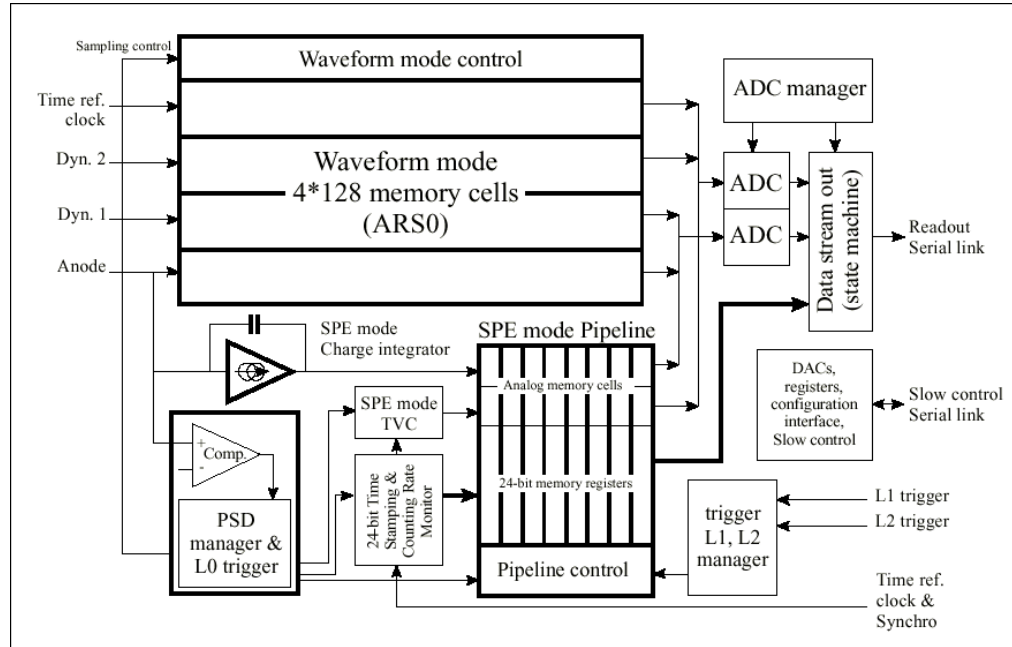 Sampling control
Waveform mode control
Time ref.
clock
ADC manager
Dyn. 2
Waveform mode
4*128 memory cells
(ARS0)
ADC
Dyn. 1
ADC
Data stream out
(state machine)
Readout
Serial link
Anode
SPE mode
Charge integrator
SPE mode Pipeline
Analog memory cells
DACs,
registers,
configuration
interface,
Slow control
Slow control
Serial link
SPE mode
TVC
+
Comp.
-
24-bit Time
Stamping &
Counting Rate
Monitor
24-bit memory registers
PSD
manager &
L0 trigger
trigger
L1, L2
manager
L1 trigger
L2 trigger
Pipeline control
Time ref.
clock &
Synchro